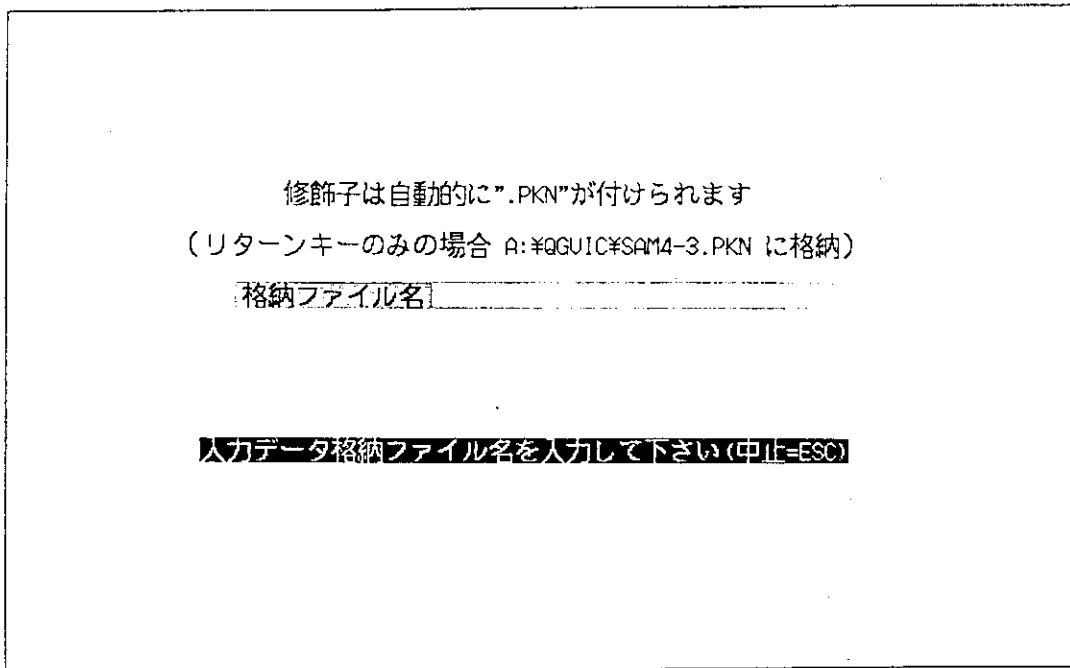 修飾子は自動的に”.PKN”が付けられます
(リターンキーのみの場合 A:¥QGVIC¥SAM4-3.PKN に格納)
格納ファイル名
入力データ格納ファイル名を入力して下さい(中止=ESC)